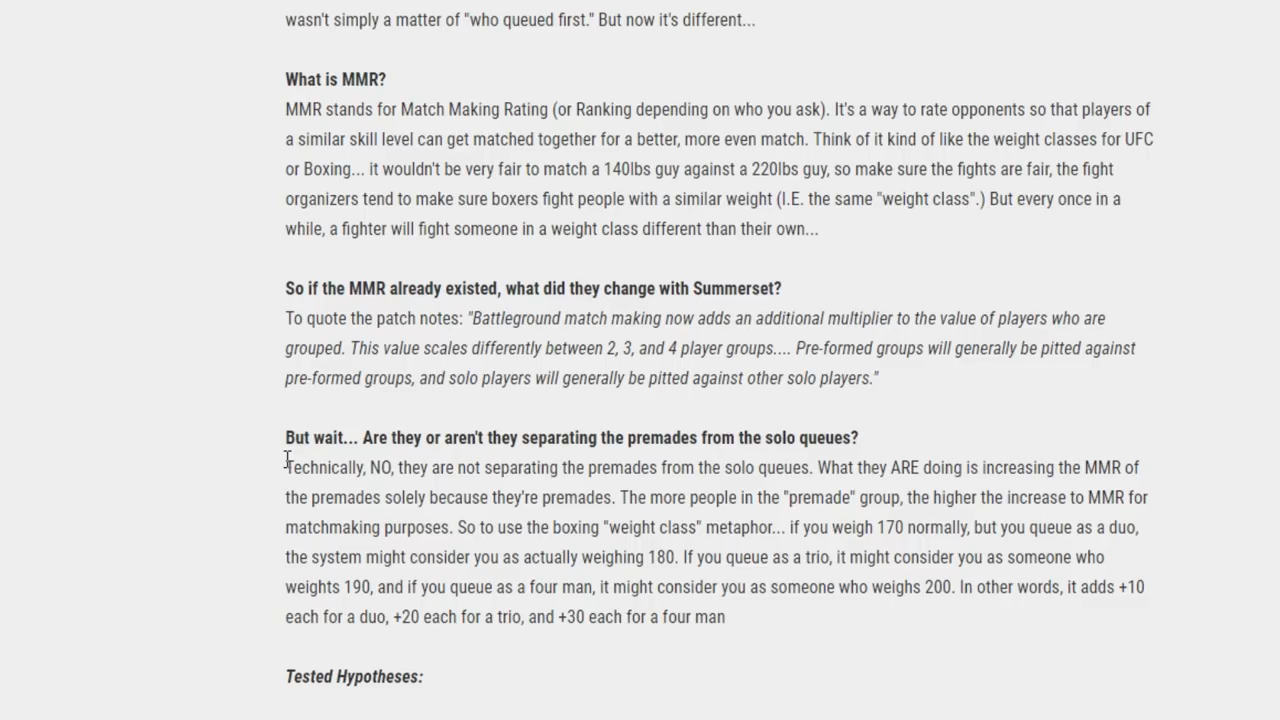 wasn't simply a matter of "who queued first." But now it's different...
What is MMR?
MMR stands for Match Making Rating (or Ranking depending on who you ask). It's a way to rate opponents so that players of
a similar skill level can get matched together for a better, more even match. Think of it kind of like the weight classes for UFC
or Boxing... it wouldn't be very fair to match a 140lbs guy against a 220lbs guy, so make sure the fights are fair, the fight
organizers tend to make sure boxers fight people with a similar weight (I.E. the same "weight class".) But every once in a
while, a fighter will fight someone in a weight class different than their own...
So if the MMR already existed, what did they change with Summerset?
To quote the patch notes: "Battleground match making now adds an additional multiplier to the value of players who are
grouped. This value scales differently between 2, 3, and 4 player groups.... Pre-formed groups will generally be pitted against
pre-formed groups, and solo players will generally be pitted against other solo players."
But wait... Are they or aren't they separating the premades from the solo queues?
Technically, NO, they are not separating the premades from the solo queues. What they ARE doing is increasing the MMR of
the premades solely because they're premades. The more people in the "premade" group, the higher the increase to MMR for
matchmaking purposes. So to use the boxing "weight class" metaphor... if you weigh 170 normally, but you queue as a duo,
the system might consider you as actually weighing 180. If you queue as a trio, it might consider you as someone who
weights 190, and if you queue as a four man, it might consider you as someone who weighs 200. In other words, it adds +10
each for a duo, +20 each for a trio, and +30 each for a four man
Tested Hypotheses: